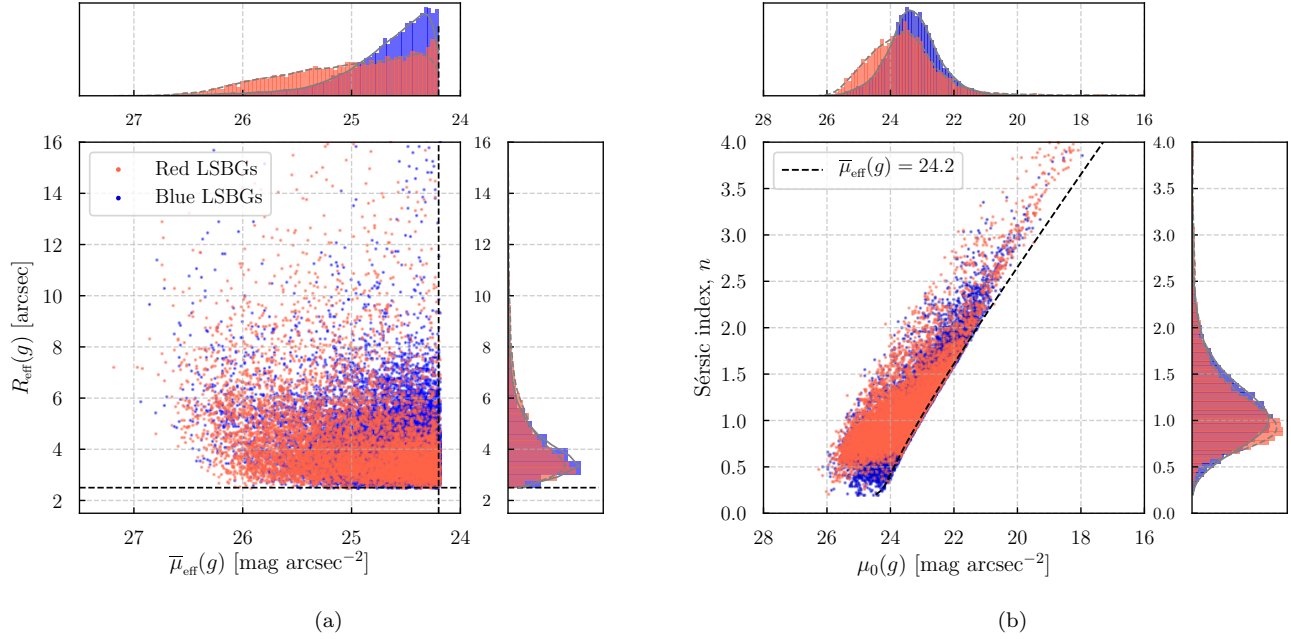 27 26 25 24
28 26 24 22 20 18 16
16
14
12
10
8
6
4
2
R_eff(g) [arcsec]
Red LSBGs
Blue LSBGs
27 26 25 24
μ̅_eff(g) [mag arcsec⁻²]
16
14
12
10
8
6
4
2
(a)
4.0
3.5
3.0
2.5
2.0
1.5
1.0
0.5
0.0
Sérsic index, n
μ̅_eff(g) = 24.2
28 26 24 22 20 18 16
μ₀(g) [mag arcsec⁻²]
4.0
3.5
3.0
2.5
2.0
1.5
1.0
0.5
0.0
(b)